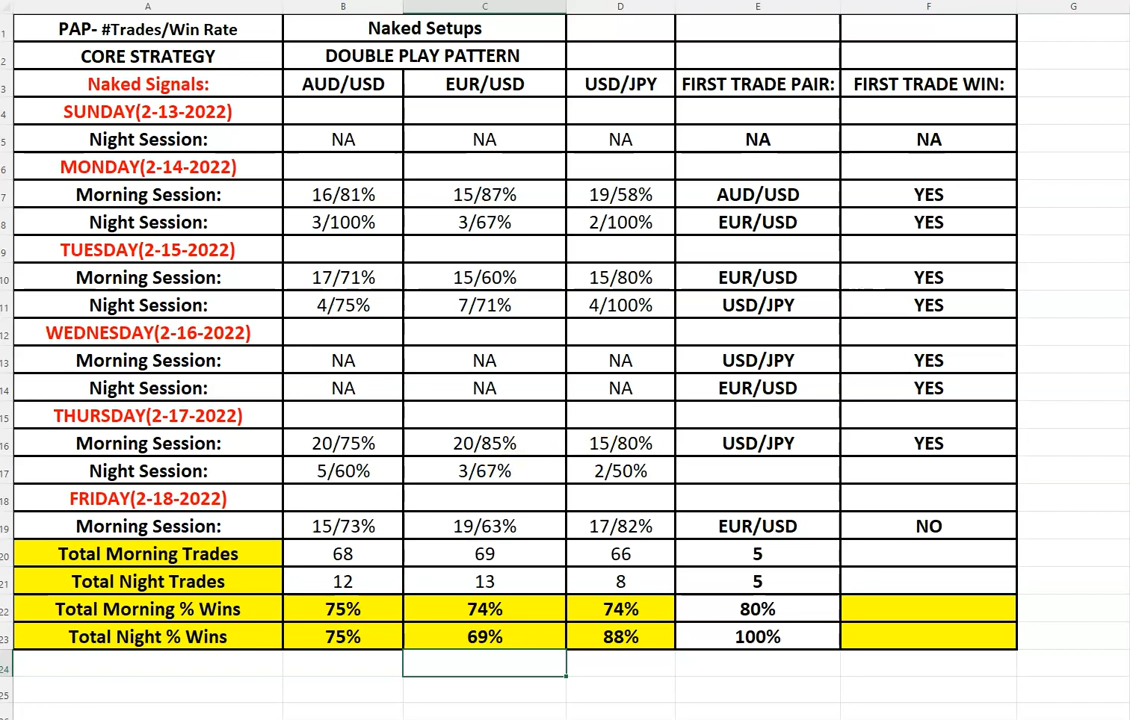 A B C D E F G
1 PAP- #Trades/Win Rate Naked Setups
2 CORE STRATEGY DOUBLE PLAY PATTERN
3 Naked Signals: AUD/USD EUR/USD USD/JPY FIRST TRADE PAIR: FIRST TRADE WIN:
4 SUNDAY(2-13-2022)
5 Night Session: NA NA NA NA NA
6 MONDAY(2-14-2022)
7 Morning Session: 16/81% 15/87% 19/58% AUD/USD YES
8 Night Session: 3/100% 3/67% 2/100% EUR/USD YES
9 TUESDAY(2-15-2022)
10 Morning Session: 17/71% 15/60% 15/80% EUR/USD YES
11 Night Session: 4/75% 7/71% 4/100% USD/JPY YES
12 WEDNESDAY(2-16-2022)
13 Morning Session: NA NA NA USD/JPY YES
14 Night Session: NA NA NA EUR/USD YES
15 THURSDAY(2-17-2022)
16 Morning Session: 20/75% 20/85% 15/80% USD/JPY YES
17 Night Session: 5/60% 3/67% 2/50%
18 FRIDAY(2-18-2022)
19 Morning Session: 15/73% 19/63% 17/82% EUR/USD NO
20 Total Morning Trades 68 69 66 5
21 Total Night Trades 12 13 8 5
22 Total Morning % Wins 75% 74% 74% 80%
23 Total Night % Wins 75% 69% 88% 100%
24
25